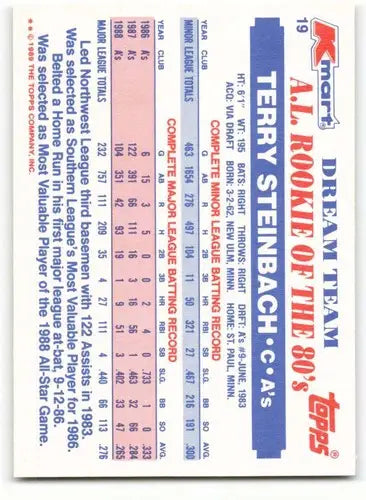 Kmart®
DREAM TEAM
topps®
19
A.L. ROOKIE OF THE 80's
TERRY STEINBACH • C • A's
HT: 6'1" WT: 195 BATS: RIGHT THROWS: RIGHT DRFT: A's #9-JUNE, 1983
ACQ: VIA DRAFT BORN: 3-2-62, NEW ULM, MINN. HOME: ST. PAUL, MINN.
COMPLETE MINOR LEAGUE BATTING RECORD
YEAR CLUB G AB R H 2B 3B HR RBI SB SLG. BB SO AVG.
MINOR LEAGUE TOTALS 463 1654 276 497 104 11 50 321 27 .467 216 191 .300
COMPLETE MAJOR LEAGUE BATTING RECORD
YEAR CLUB G AB R H 2B 3B HR RBI SB SLG. BB SO AVG.
1986 A's 6 15 3 5 0 0 2 4 0 .733 1 0 .333
1987 A's 122 391 66 111 16 3 16 56 1 .463 32 66 .284
1988 A's 104 351 42 93 19 1 9 51 3 .402 33 47 .265
MAJOR LEAGUE TOTALS 232 757 111 209 35 4 27 111 4 .440 66 113 .276
Led Northwest League third basemen with 122 Assists in 1983.
Was selected as Southern League's Most Valuable Player for 1986.
Belted a Home Run in his first major league at-bat, 9-12-86.
Was selected as Most Valuable Player of the 1988 All-Star Game.
** © 1989 THE TOPPS COMPANY, INC.